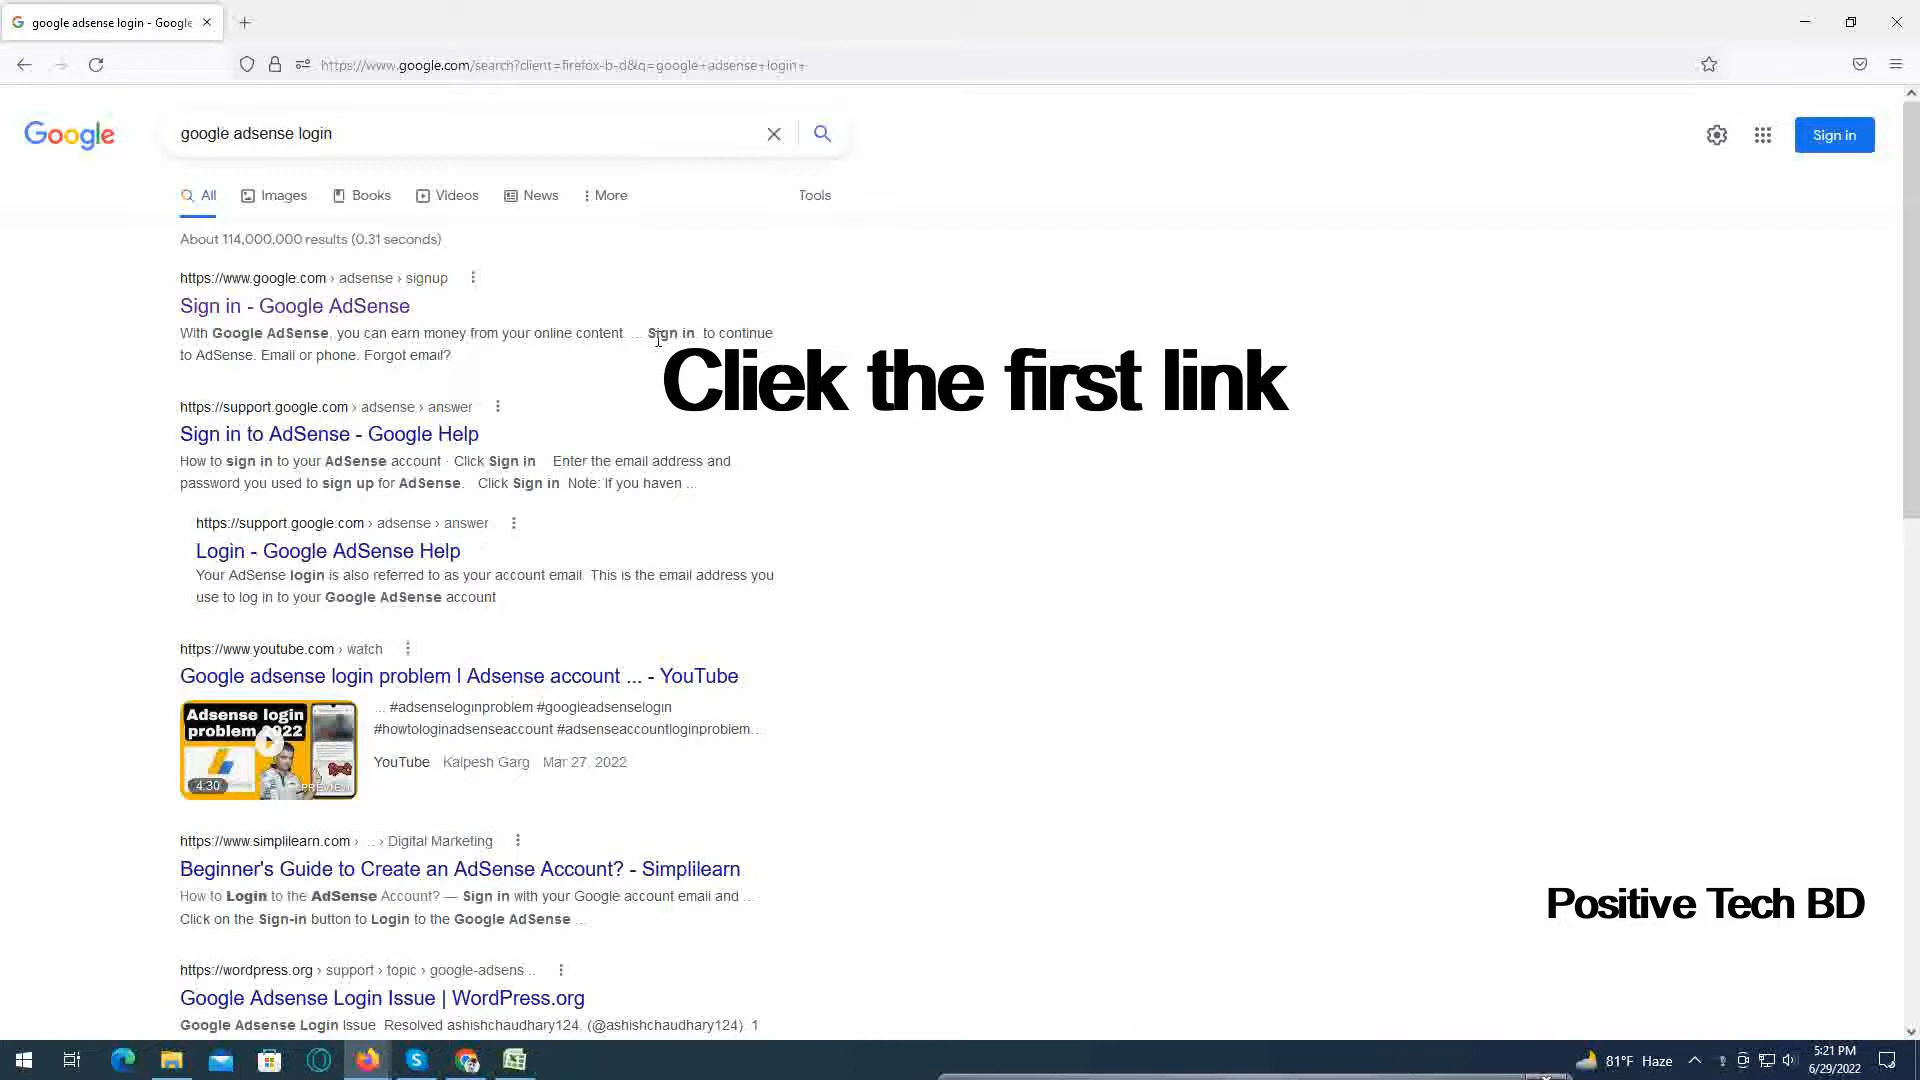 google adsense login - Google
https://www.google.com/search?client=firefox-b-d&q=google+adsense+login+
Google
google adsense login
Sign in
All Images Books Videos News More Tools
About 114,000,000 results (0.31 seconds)
https://www.google.com › adsense › signup
Sign in - Google AdSense
With Google AdSense, you can earn money from your online content. ... Sign in. to continue
to AdSense. Email or phone. Forgot email?
Cliek the first link
https://support.google.com › adsense › answer
Sign in to AdSense - Google Help
How to sign in to your AdSense account · Click Sign in Enter the email address and
password you used to sign up for AdSense. Click Sign in Note: If you haven ...
https://support.google.com › adsense › answer
Login - Google AdSense Help
Your AdSense login is also referred to as your account email. This is the email address you
use to log in to your Google AdSense account
https://www.youtube.com › watch
Google adsense login problem l Adsense account ... - YouTube
Adsense login
problem 2022
4:30
PREVIEW
... #adsenseloginproblem #googleadsenselogin
#howtologinadsenseaccount #adsenseaccountloginproblem...
YouTube Kalpesh Garg Mar 27, 2022
https://www.simplilearn.com › ... › Digital Marketing
Beginner's Guide to Create an AdSense Account? - Simplilearn
How to Login to the AdSense Account? — Sign in with your Google account email and ...
Click on the Sign-in button to Login to the Google AdSense ...
Positive Tech BD
https://wordpress.org › support › topic › google-adsens...
Google Adsense Login Issue | WordPress.org
Google Adsense Login Issue Resolved ashishchaudhary124. (@ashishchaudhary124) 1
81°F Haze
5:21 PM
6/29/2022